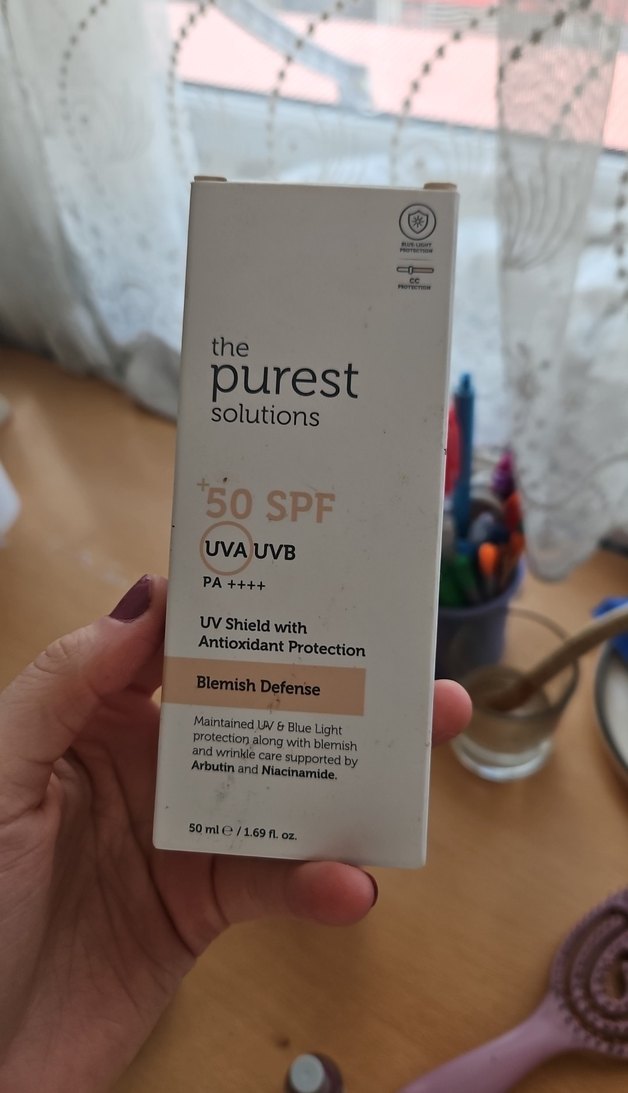 BLUE-LIGHT
PROTECTION
CC
PROTECTION
the
purest
solutions
+50 SPF
UVA UVB
PA ++++
UV Shield with
Antioxidant Protection
Blemish Defense
Maintained UV & Blue Light
protection along with blemish
and wrinkle care supported by
Arbutin and Niacinamide.
50 ml ℮ / 1.69 fl. oz.